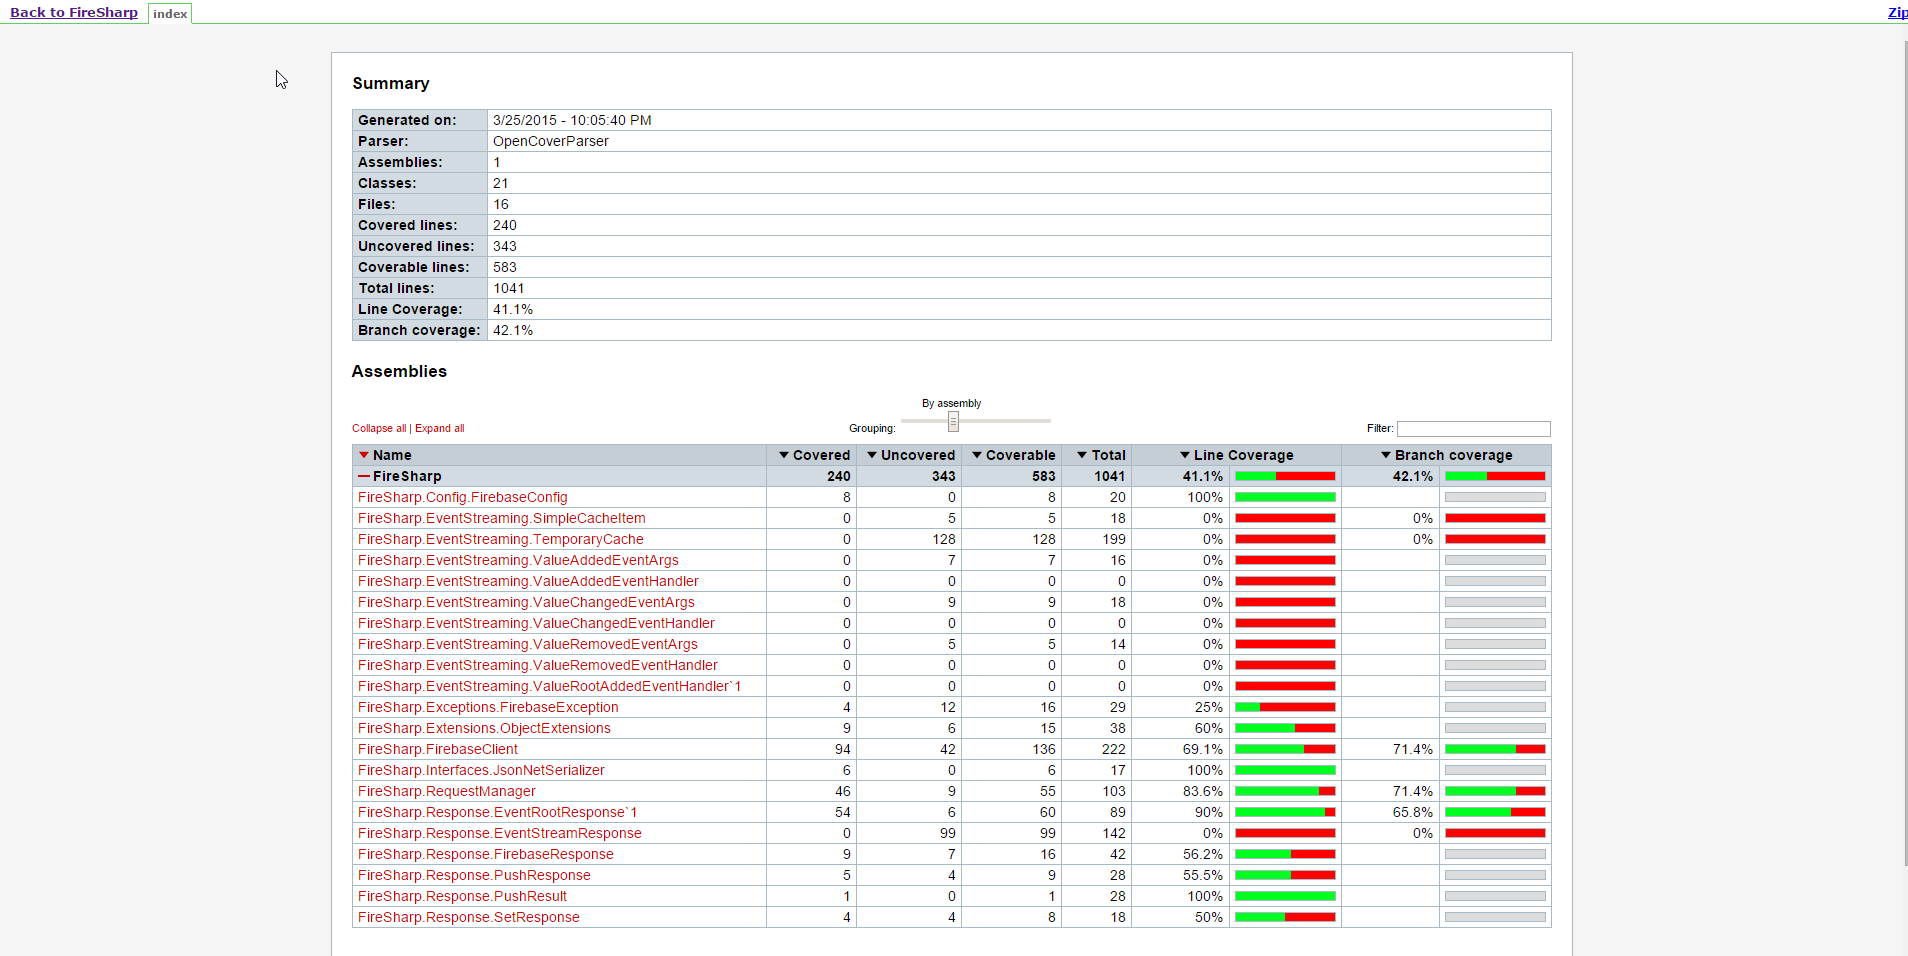 Back to FireSharp index Zip
Summary
Generated on: 3/25/2015 - 10:05:40 PM
Parser: OpenCoverParser
Assemblies: 1
Classes: 21
Files: 16
Covered lines: 240
Uncovered lines: 343
Coverable lines: 583
Total lines: 1041
Line Coverage: 41.1%
Branch coverage: 42.1%
Assemblies
By assembly
Collapse all | Expand all Grouping: Filter:
Name Covered Uncovered Coverable Total Line Coverage Branch coverage
FireSharp 240 343 583 1041 41.1% 42.1%
FireSharp.Config.FirebaseConfig 8 0 8 20 100%
FireSharp.EventStreaming.SimpleCacheItem 0 5 5 18 0% 0%
FireSharp.EventStreaming.TemporaryCache 0 128 128 199 0% 0%
FireSharp.EventStreaming.ValueAddedEventArgs 0 7 7 16 0%
FireSharp.EventStreaming.ValueAddedEventHandler 0 0 0 0 0%
FireSharp.EventStreaming.ValueChangedEventArgs 0 9 9 18 0%
FireSharp.EventStreaming.ValueChangedEventHandler 0 0 0 0 0%
FireSharp.EventStreaming.ValueRemovedEventArgs 0 5 5 14 0%
FireSharp.EventStreaming.ValueRemovedEventHandler 0 0 0 0 0%
FireSharp.EventStreaming.ValueRootAddedEventHandler`1 0 0 0 0 0%
FireSharp.Exceptions.FirebaseException 4 12 16 29 25%
FireSharp.Extensions.ObjectExtensions 9 6 15 38 60%
FireSharp.FirebaseClient 94 42 136 222 69.1% 71.4%
FireSharp.Interfaces.JsonNetSerializer 6 0 6 17 100%
FireSharp.RequestManager 46 9 55 103 83.6% 71.4%
FireSharp.Response.EventRootResponse`1 54 6 60 89 90% 65.8%
FireSharp.Response.EventStreamResponse 0 99 99 142 0% 0%
FireSharp.Response.FirebaseResponse 9 7 16 42 56.2%
FireSharp.Response.PushResponse 5 4 9 28 55.5%
FireSharp.Response.PushResult 1 0 1 28 100%
FireSharp.Response.SetResponse 4 4 8 18 50%